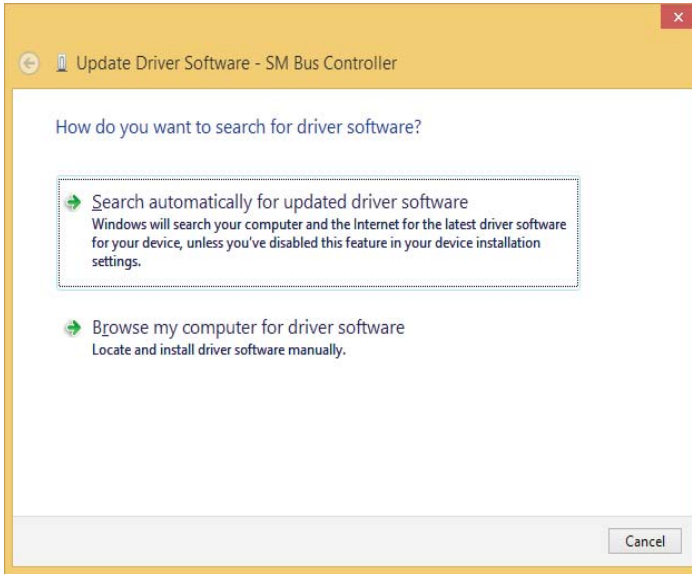 Update Driver Software - SM Bus Controller
How do you want to search for driver software?
Search automatically for updated driver software
Windows will search your computer and the Internet for the latest driver software
for your device, unless you've disabled this feature in your device installation
settings.
Browse my computer for driver software
Locate and install driver software manually.
Cancel